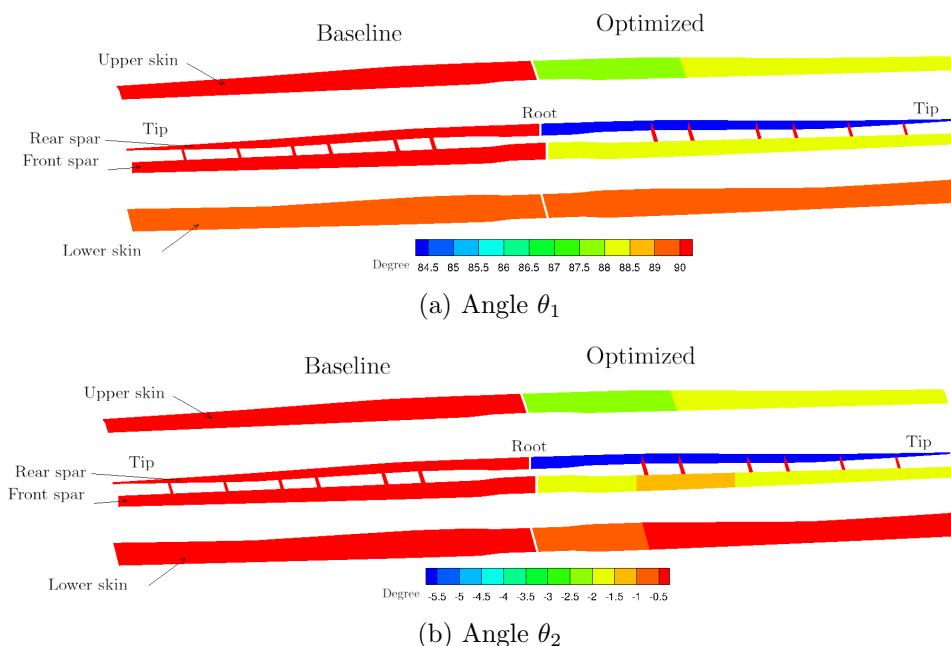 Baseline
Optimized
Upper skin
Root
Tip
Tip
Rear spar
Front spar
Lower skin
Degree
84.5 85 85.5 86 86.5 87 87.5 88 88.5 89 90
(a) Angle θ₁
Baseline
Optimized
Upper skin
Root
Tip
Tip
Rear spar
Front spar
Lower skin
Degree
-5.5 -5 -4.5 -4 -3.5 -3 -2.5 -2 -1.5 -1 -0.5
(b) Angle θ₂